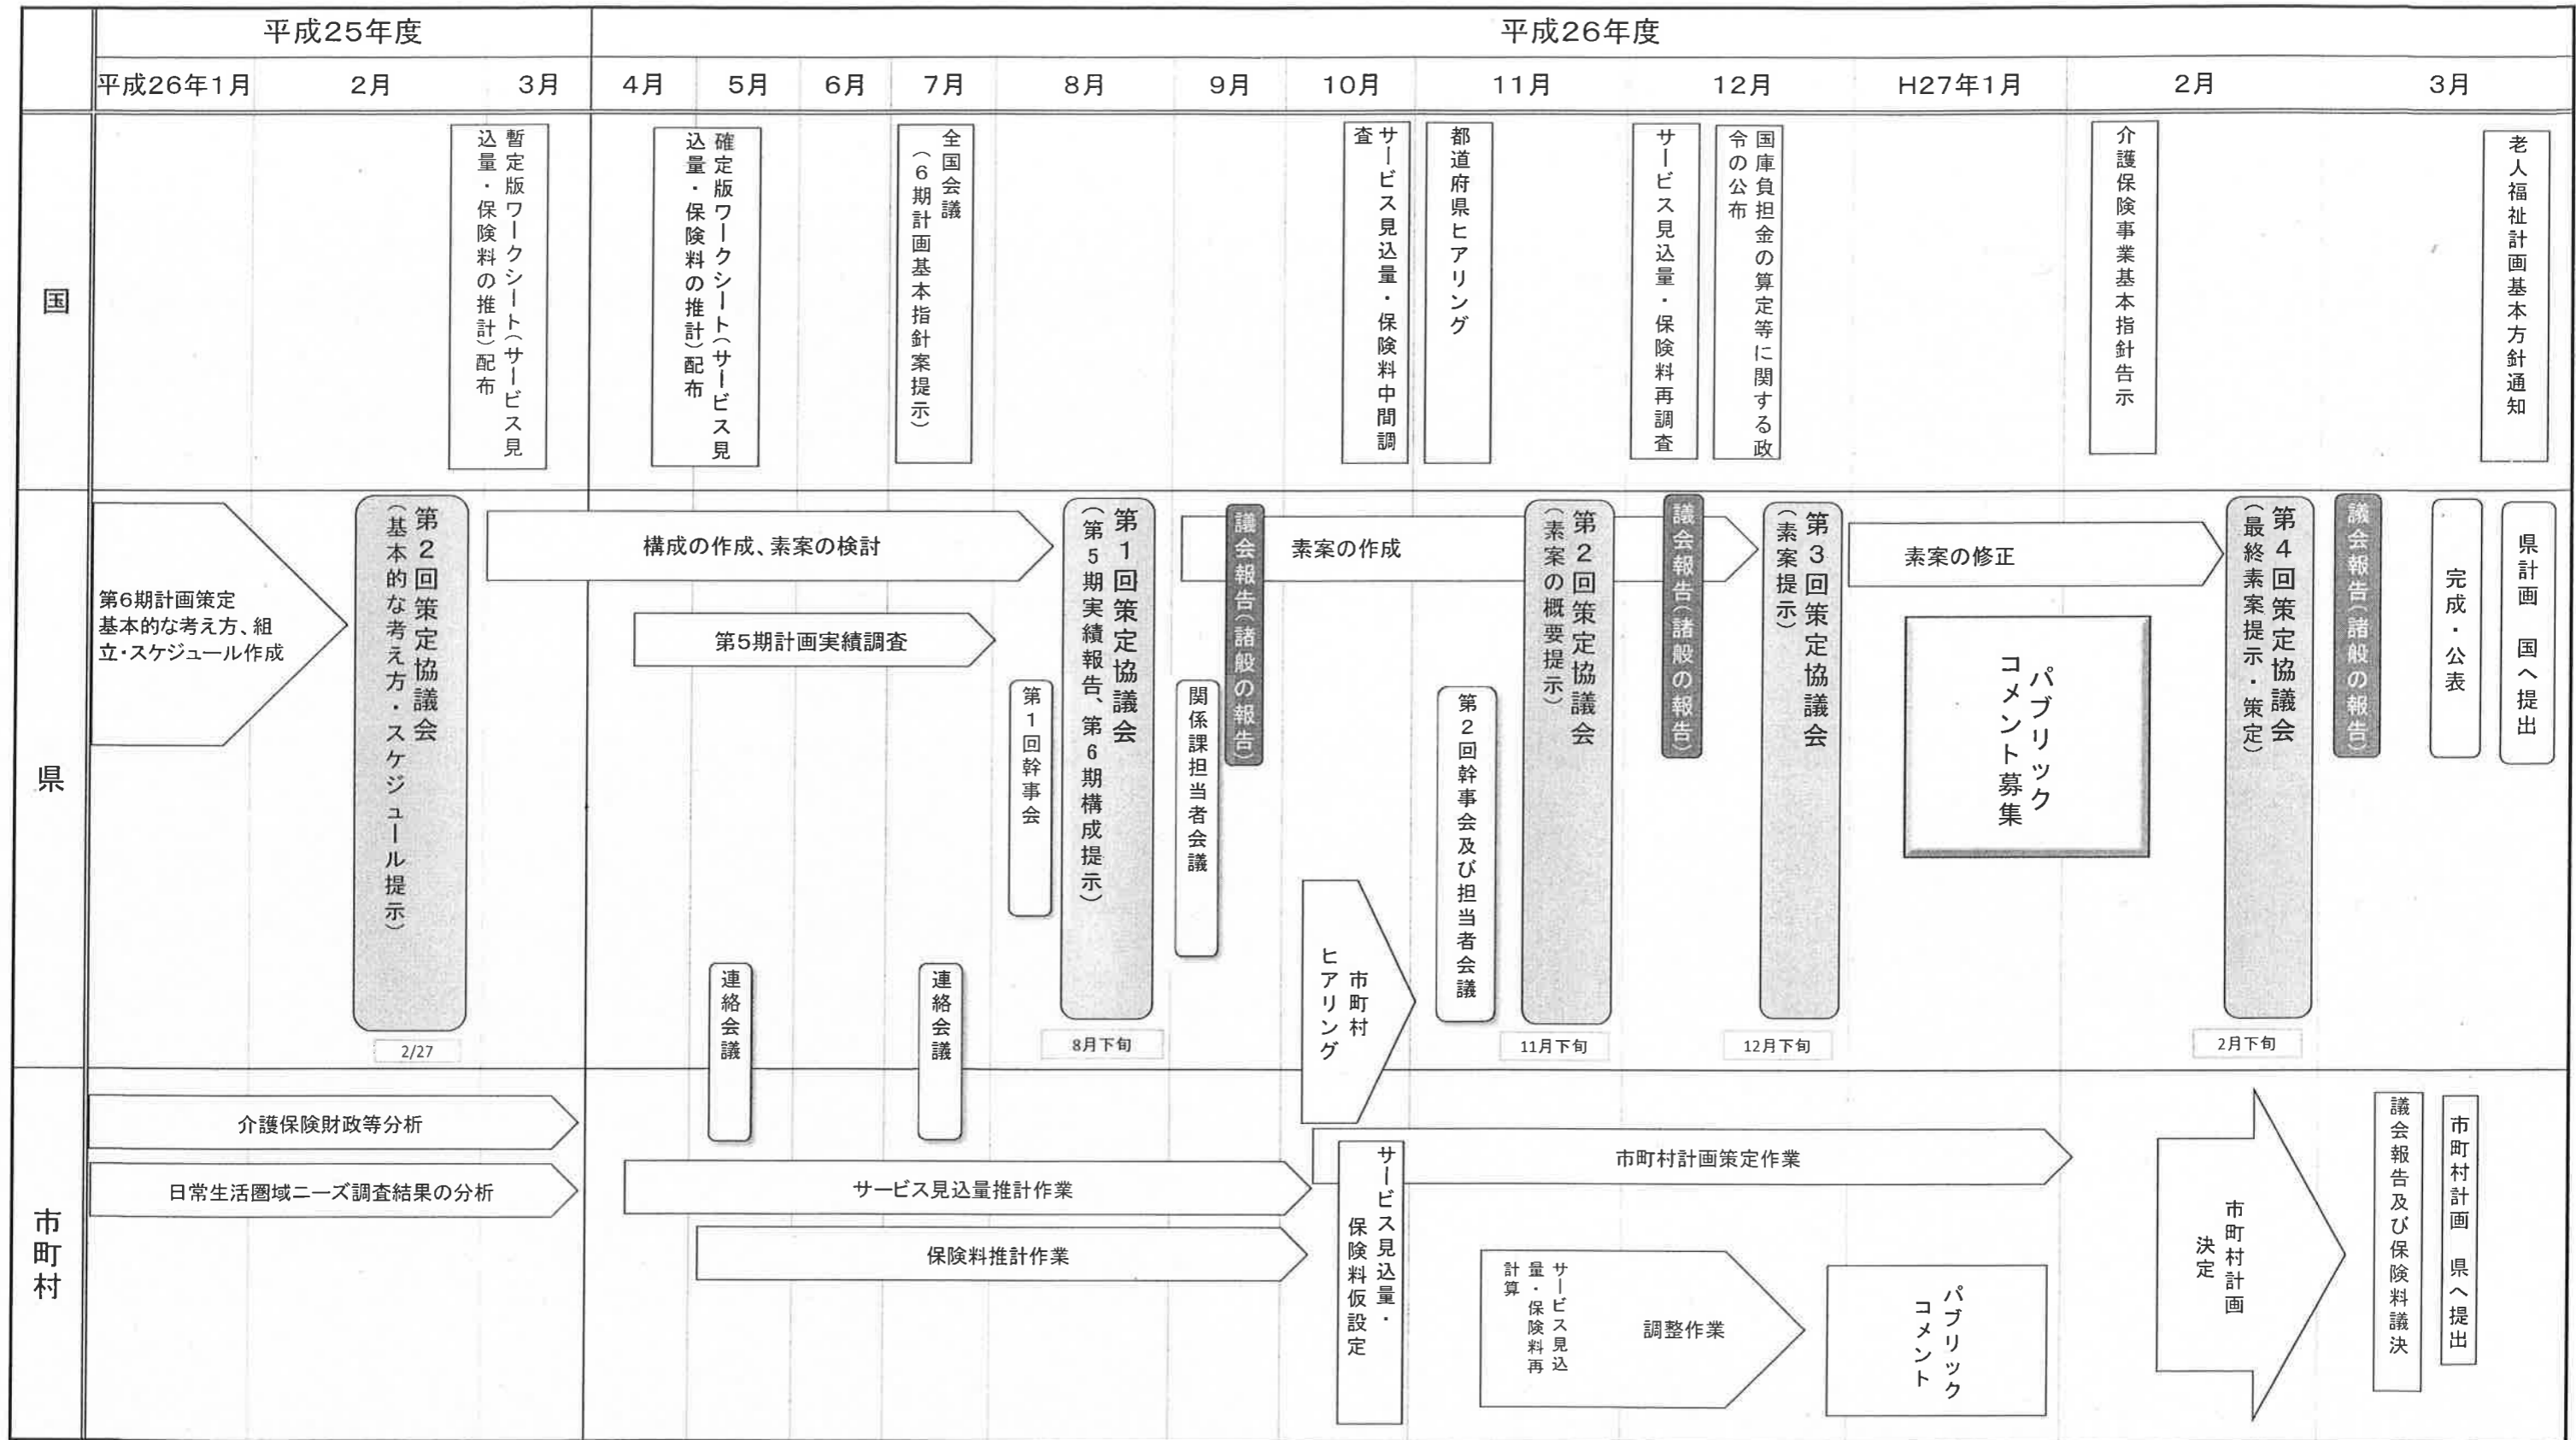 平成25年度
平成26年度
平成26年1月
2月
3月
4月
5月
6月
7月
8月
9月
10月
11月
12月
H27年1月
2月
3月
国
暫定版ワークシート(サービス見
込量・保険料の推計)配布
確定版ワークシート(サービス見
込量・保険料の推計)配布
全国会議
(6期計画基本指針案提示)
サービス見込量・保険料中間調
査
都道府県ヒアリング
サービス見込量・保険料再調査
国庫負担金の算定等に関する政
令の公布
介護保険事業基本指針告示
老人福祉計画基本方針通知
県
第6期計画策定
基本的な考え方、組
立・スケジュール作成
第2回策定協議会
(基本的な考え方・スケジュール提示)
2/27
構成の作成、素案の検討
第5期計画実績調査
連絡会議
連絡会議
第1回幹事会
第1回策定協議会
(第5期実績報告、第6期構成提示)
8月下旬
関係課担当者会議
議会報告(諸般の報告)
素案の作成
市町村
ヒアリング
第2回幹事会及び担当者会議
第2回策定協議会
(素案の概要提示)
11月下旬
議会報告(諸般の報告)
第3回策定協議会
(素案提示)
12月下旬
素案の修正
パブリック
コメント募集
第4回策定協議会
(最終素案提示・策定)
2月下旬
議会報告(諸般の報告)
完成・公表
県計画 国へ提出
市町村
介護保険財政等分析
日常生活圏域ニーズ調査結果の分析
サービス見込量推計作業
保険料推計作業
市町村計画策定作業
サービス見込量・
保険料仮設定
サービス見込
量・保険料再
計算
調整作業
パブリック
コメント
市町村計画
決定
議会報告及び保険料議決
市町村計画 県へ提出